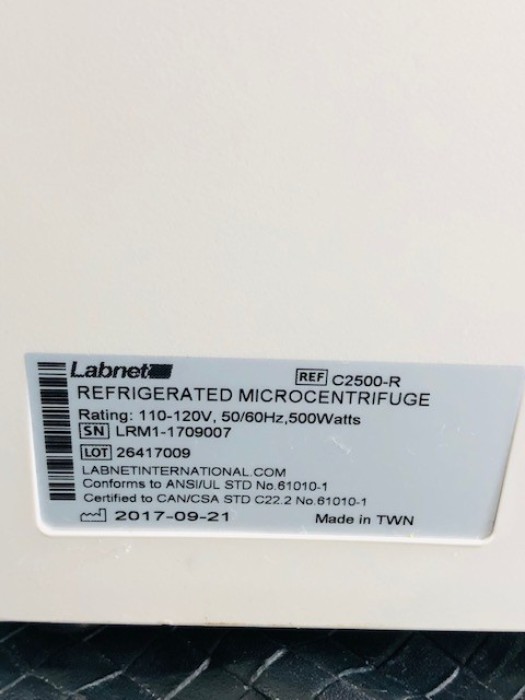 Labnet
REF C2500-R
REFRIGERATED MICROCENTRIFUGE
Rating: 110-120V, 50/60Hz,500Watts
SN LRM1-1709007
LOT 26417009
LABNETINTERNATIONAL.COM
Conforms to ANSI/UL STD No.61010-1
Certified to CAN/CSA STD C22.2 No.61010-1
2017-09-21 Made in TWN